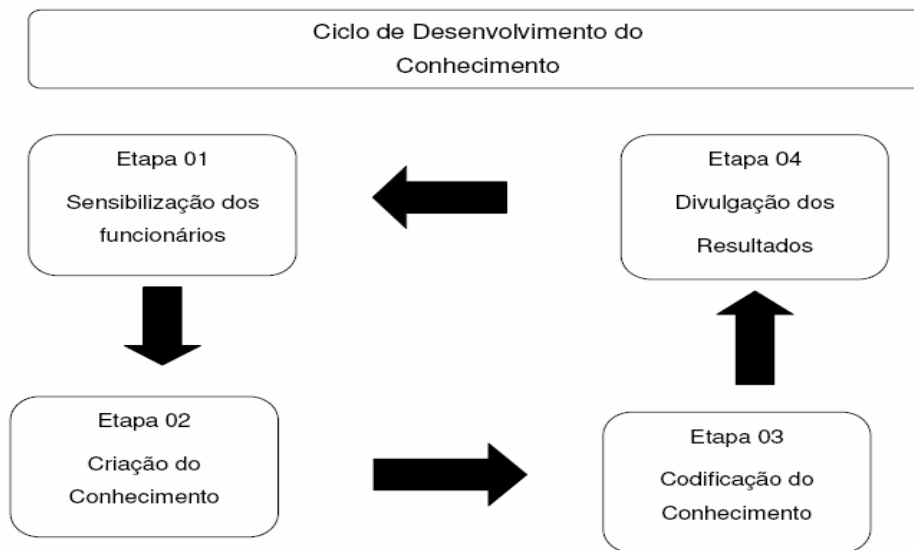 Ciclo de Desenvolvimento do
Conhecimento
Etapa 01
Sensibilização dos
funcionários
Etapa 04
Divulgação dos
Resultados
Etapa 02
Criação do
Conhecimento
Etapa 03
Codificação do
Conhecimento